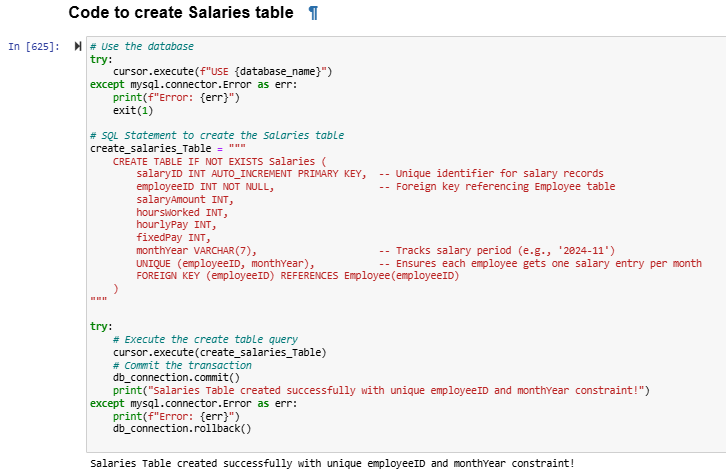 Code to create Salaries table ¶
In [625]:
# Use the database
try:
    cursor.execute(f"USE {database_name}")
except mysql.connector.Error as err:
    print(f"Error: {err}")
    exit(1)

# SQL Statement to create the Salaries table
create_salaries_Table = """
    CREATE TABLE IF NOT EXISTS Salaries (
        salaryID INT AUTO_INCREMENT PRIMARY KEY,  -- Unique identifier for salary records
        employeeID INT NOT NULL,                  -- Foreign key referencing Employee table
        salaryAmount INT,
        hoursWorked INT,
        hourlyPay INT,
        fixedPay INT,
        monthYear VARCHAR(7),                     -- Tracks salary period (e.g., '2024-11')
        UNIQUE (employeeID, monthYear),           -- Ensures each employee gets one salary entry per month
        FOREIGN KEY (employeeID) REFERENCES Employee(employeeID)
    )
"""

try:
    # Execute the create table query
    cursor.execute(create_salaries_Table)
    # Commit the transaction
    db_connection.commit()
    print("Salaries Table created successfully with unique employeeID and monthYear constraint!")
except mysql.connector.Error as err:
    print(f"Error: {err}")
    db_connection.rollback()

Salaries Table created successfully with unique employeeID and monthYear constraint!